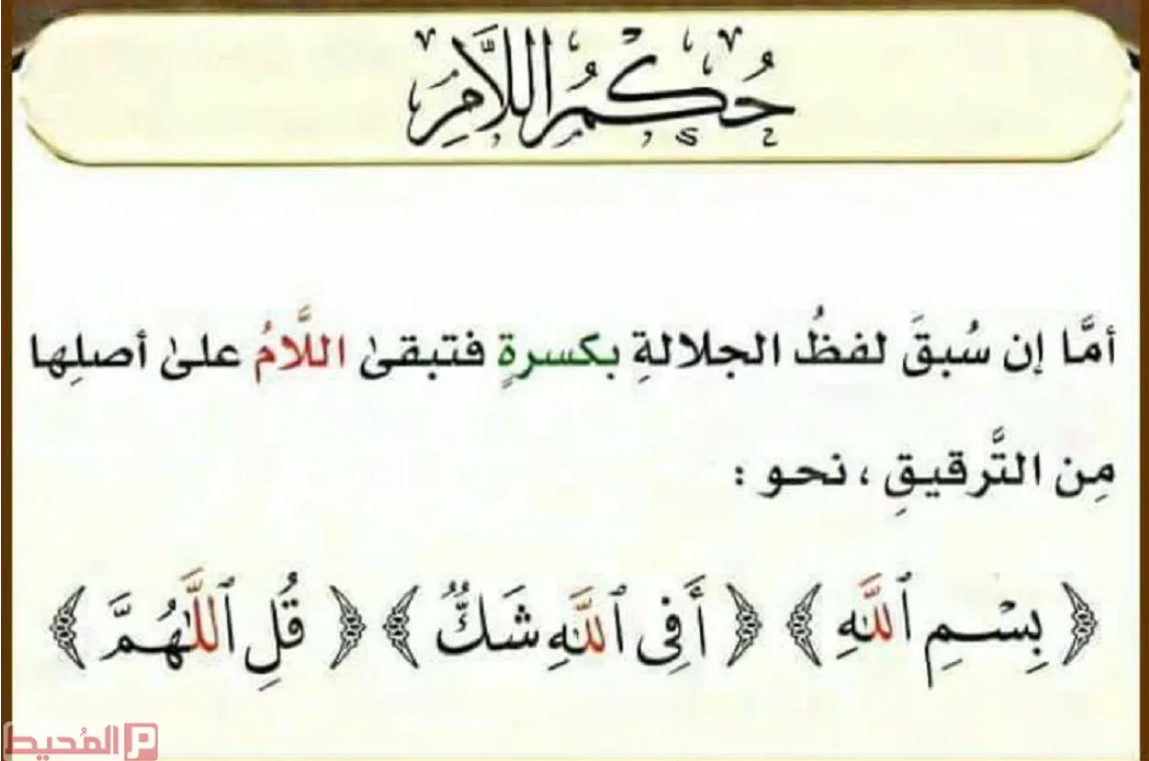 حُكْمُ اللَّامِ
أمَّا إن سُبقَ لفظُ الجلالةِ بكسرةٍ فتبقىٰ اللَّامُ علىٰ أصلِها
مِن التَّرقيقِ ، نحو :
﴿ بِسْمِ ٱللَّهِ ﴾ ﴿ أَفِى ٱللَّهِ شَكٌّ ﴾ ﴿ قُلِ ٱللَّهُمَّ ﴾
المُحيط